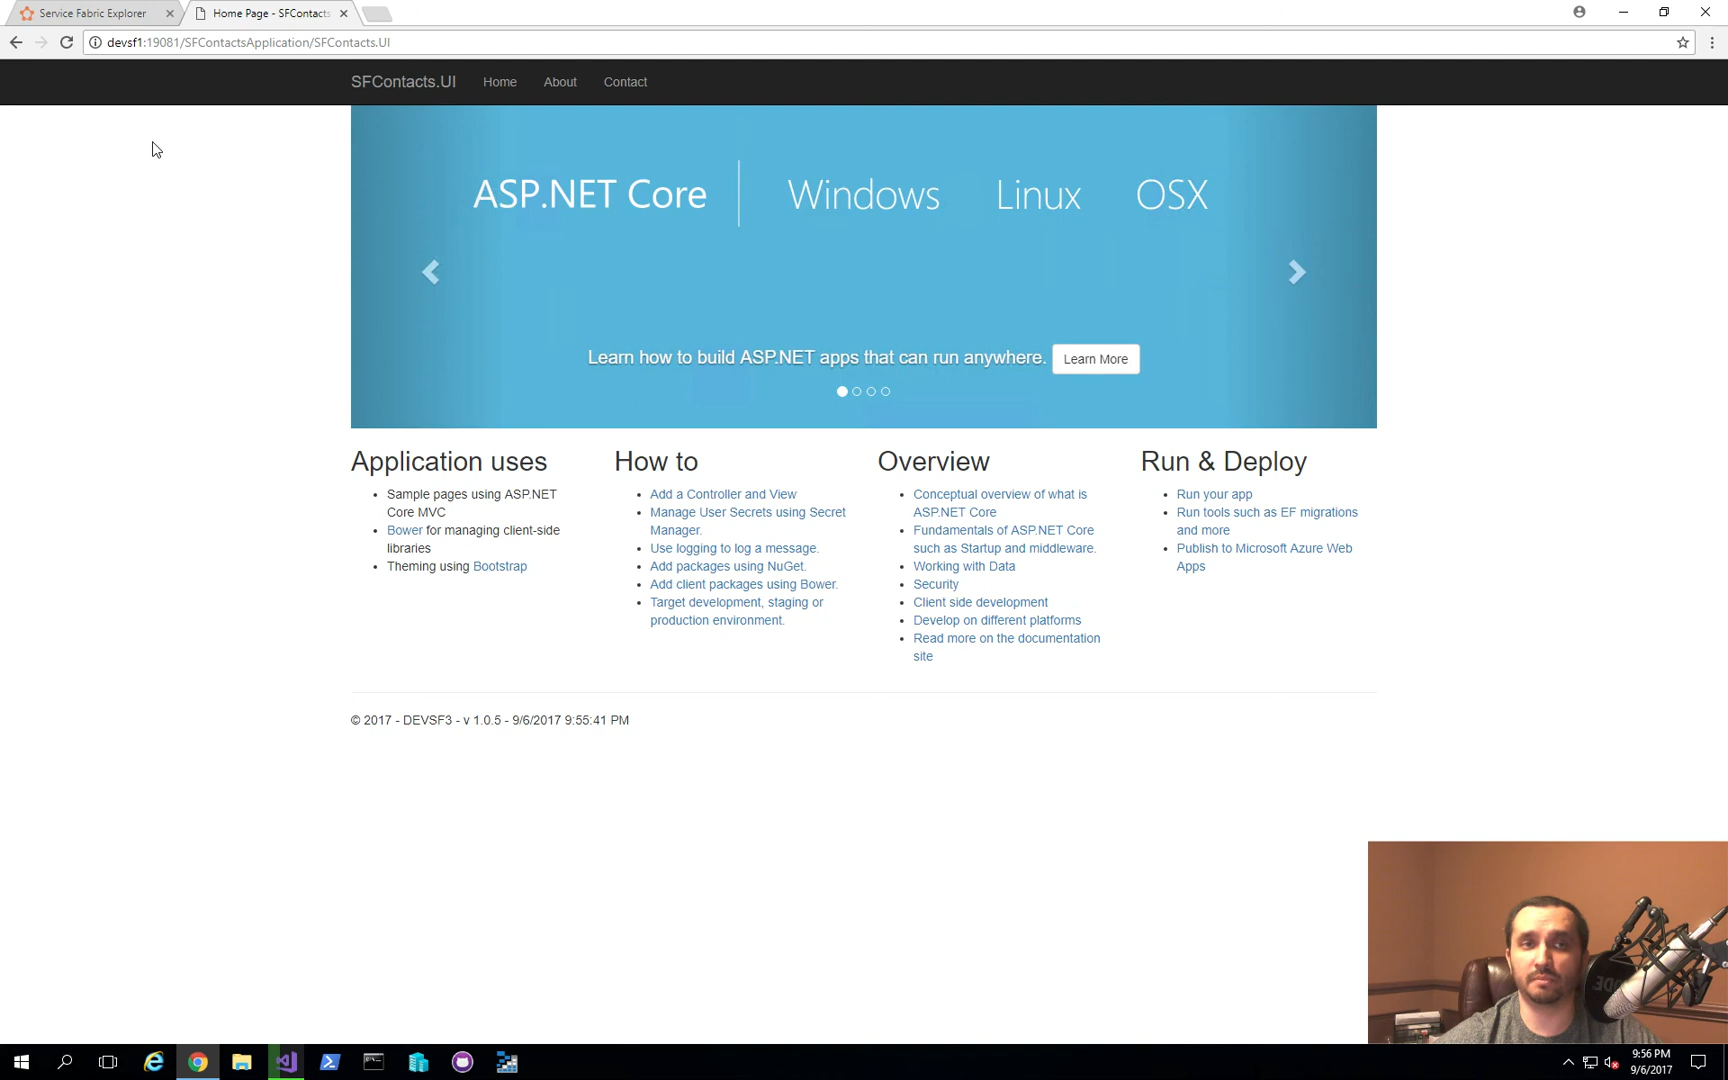 Service Fabric Explorer
Home Page - SFContacts
devsf1:19081/SFContactsApplication/SFContacts.UI
SFContacts.UI Home About Contact
ASP.NET Core Windows Linux OSX
Learn how to build ASP.NET apps that can run anywhere. Learn More
Application uses
Sample pages using ASP.NET
Core MVC
Bower for managing client-side
libraries
Theming using Bootstrap
How to
Add a Controller and View
Manage User Secrets using Secret
Manager.
Use logging to log a message.
Add packages using NuGet.
Add client packages using Bower.
Target development, staging or
production environment.
Overview
Conceptual overview of what is
ASP.NET Core
Fundamentals of ASP.NET Core
such as Startup and middleware.
Working with Data
Security
Client side development
Develop on different platforms
Read more on the documentation
site
Run & Deploy
Run your app
Run tools such as EF migrations
and more
Publish to Microsoft Azure Web
Apps
© 2017 - DEVSF3 - v 1.0.5 - 9/6/2017 9:55:41 PM
9:56 PM
9/6/2017